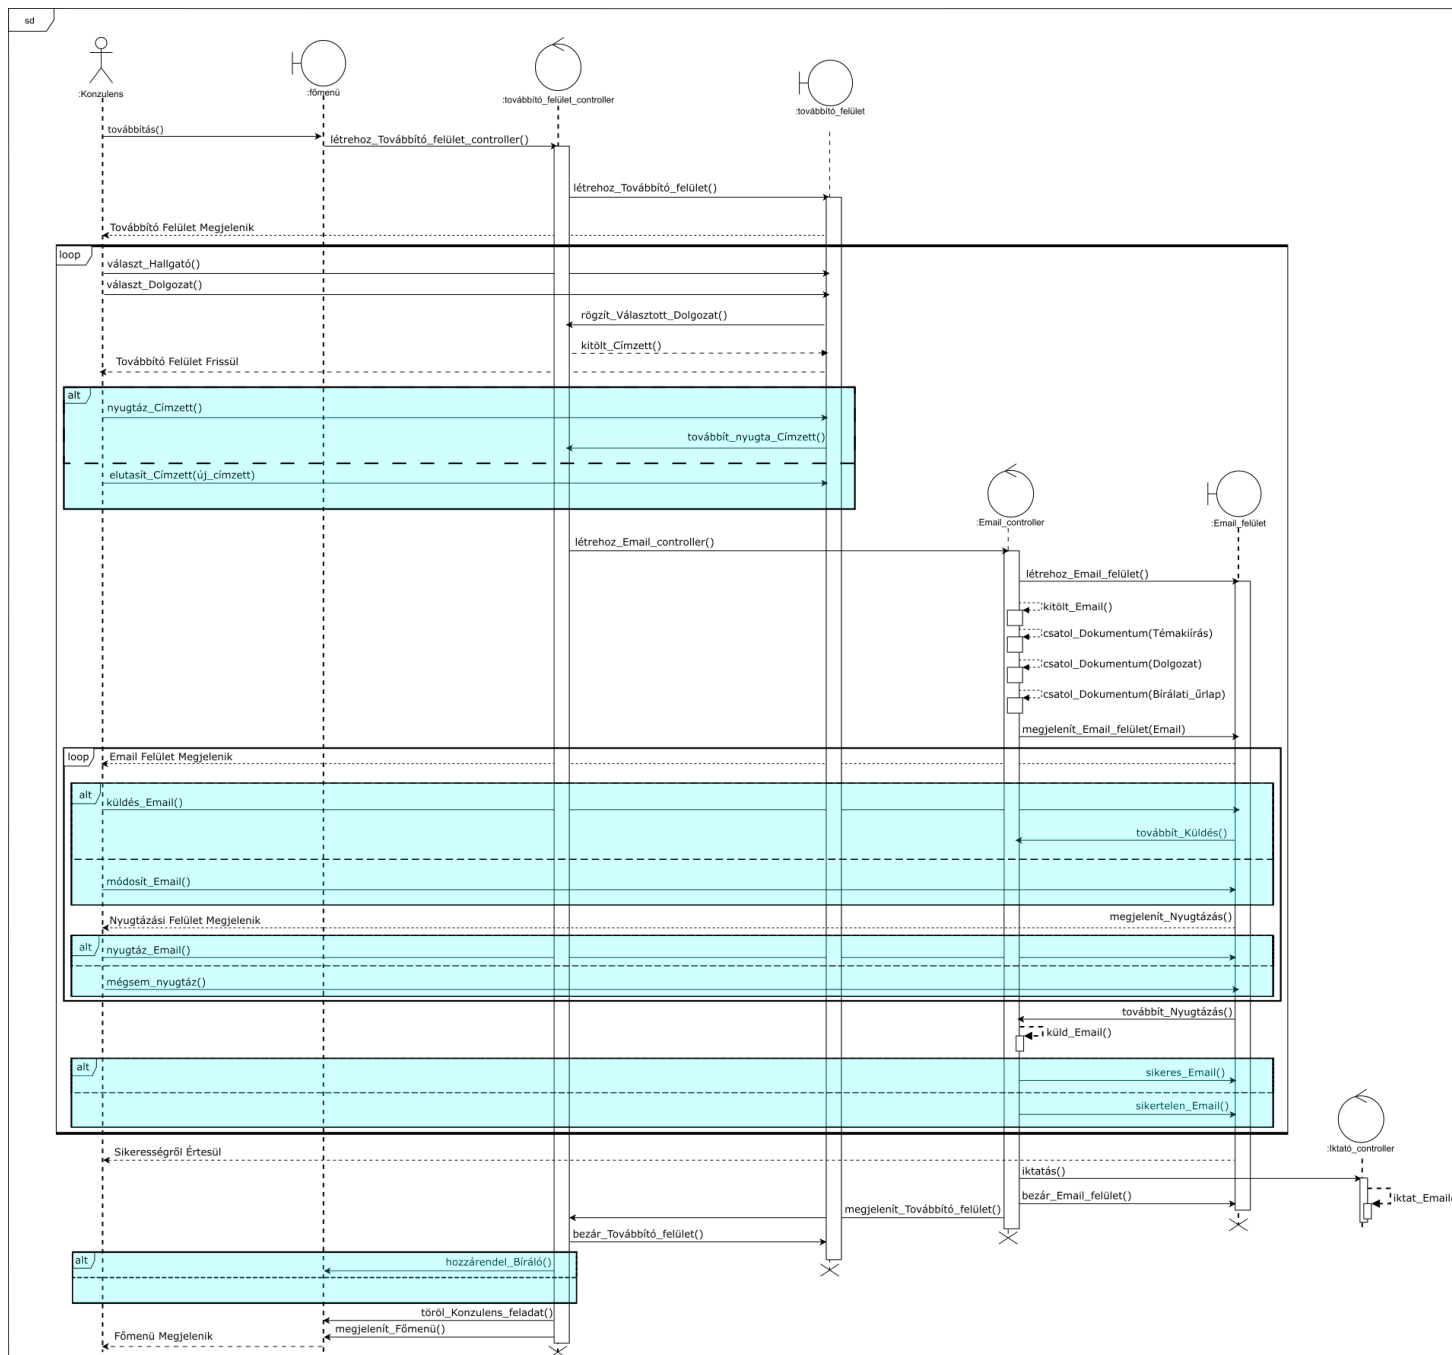 sd
:Konzulens
:főmenü
:továbbító_felület_controller
:továbbító_felület
továbbítás()
létrehoz_Továbbító_felület_controller()
létrehoz_Továbbító_felület()
Továbbító Felület Megjelenik
loop
választ_Hallgató()
választ_Dolgozat()
rögzít_Választott_Dolgozat()
kitölt_Címzett()
Továbbító Felület Frissül
alt
nyugtáz_Címzett()
továbbít_nyugta_Címzett()
elutasít_Címzett(új_címzett)
:Email_controller
:Email_felület
létrehoz_Email_controller()
létrehoz_Email_felület()
kitölt_Email()
csatol_Dokumentum(Témakiírás)
csatol_Dokumentum(Dolgozat)
csatol_Dokumentum(Bírálati_űrlap)
megjelenít_Email_felület(Email)
loop
Email Felület Megjelenik
alt
küldés_Email()
továbbít_Küldés()
módosít_Email()
megjelenít_Nyugtázás()
Nyugtázási Felület Megjelenik
alt
nyugtáz_Email()
mégsem_nyugtáz()
továbbít_Nyugtázás()
küld_Email()
alt
sikeres_Email()
sikertelen_Email()
:Iktató_controller
Sikerességről Értesül
iktatás()
bezár_Email_felület()
iktat_Email(
megjelenít_Továbbító_felület()
bezár_Továbbító_felület()
alt
hozzárendel_Bíráló()
töröl_Konzulens_feladat()
megjelenít_Főmenü()
Főmenü Megjelenik